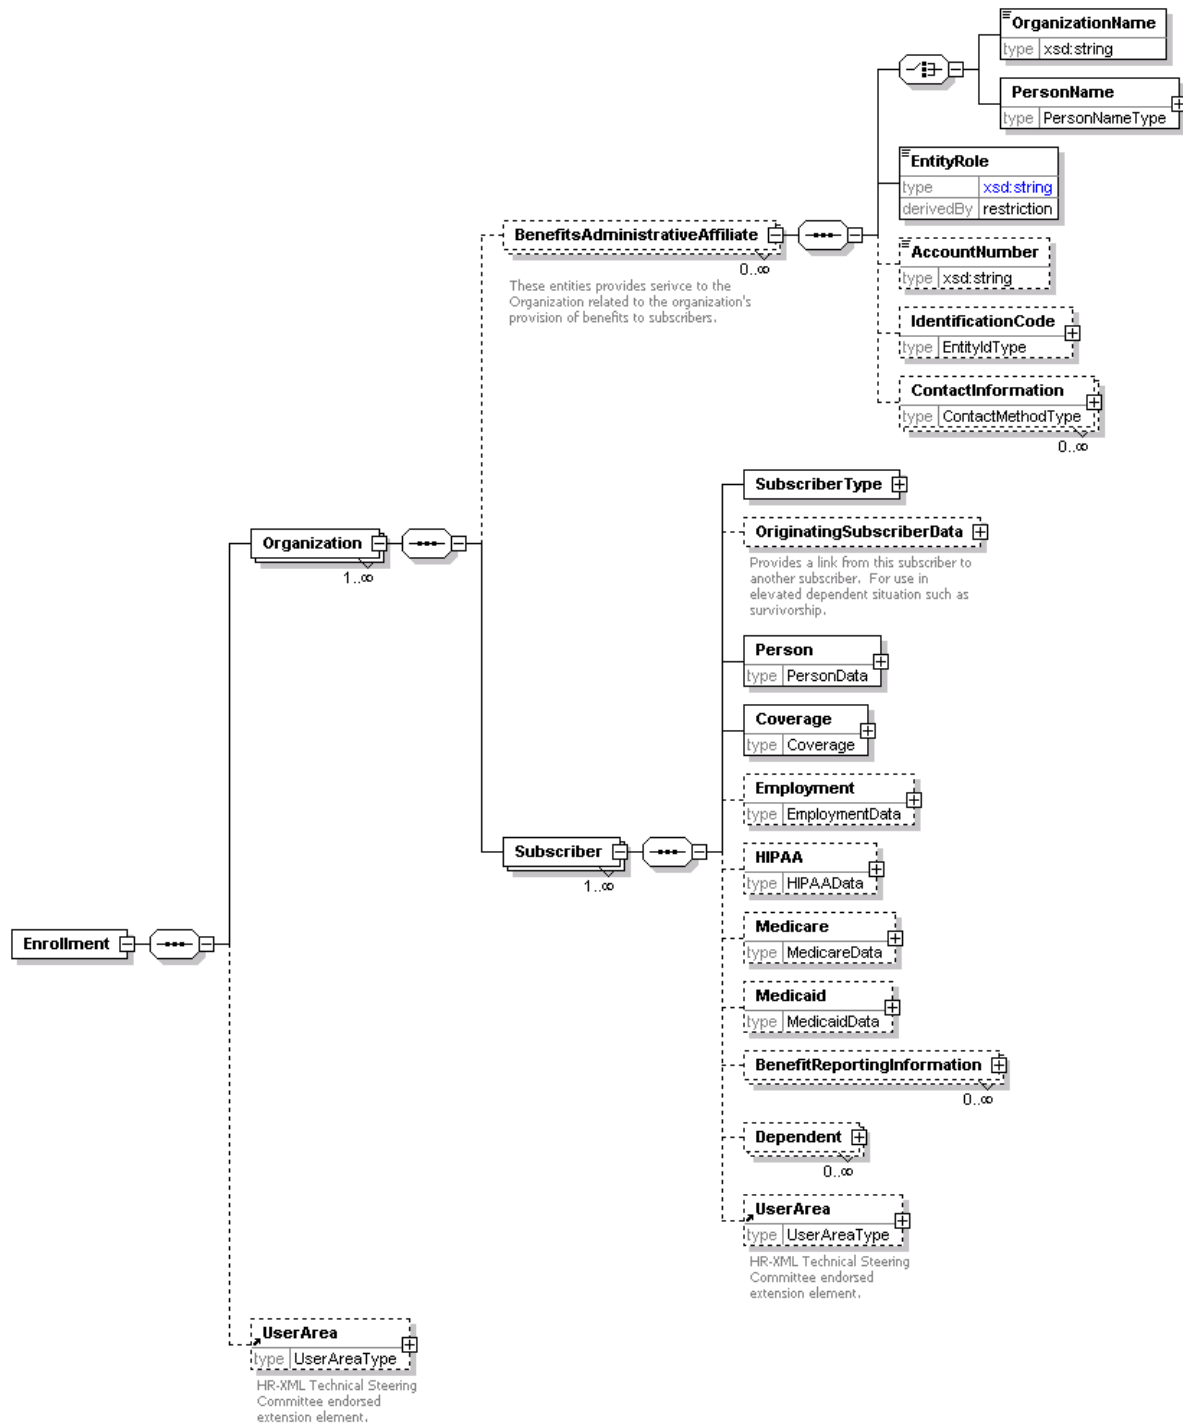 OrganizationName
type xsd:string
PersonName
type PersonNameType
EntityRole
type xsd:string
derivedBy restriction
BenefitsAdministrativeAffiliate
0..∞
These entities provides serivce to the
Organization related to the organization's
provision of benefits to subscribers.
AccountNumber
type xsd:string
IdentificationCode
type EntityIdType
ContactInformation
type ContactMethodType
0..∞
SubscriberType
OriginatingSubscriberData
Provides a link from this subscriber to
another subscriber. For use in
elevated dependent situation such as
survivorship.
Organization
1..∞
Person
type PersonData
Coverage
type Coverage
Employment
type EmploymentData
Subscriber
1..∞
HIPAA
type HIPAAData
Medicare
type MedicareData
Enrollment
Medicaid
type MedicaidData
BenefitReportingInformation
0..∞
Dependent
0..∞
UserArea
type UserAreaType
HR-XML Technical Steering
Committee endorsed
extension element.
UserArea
type UserAreaType
HR-XML Technical Steering
Committee endorsed
extension element.